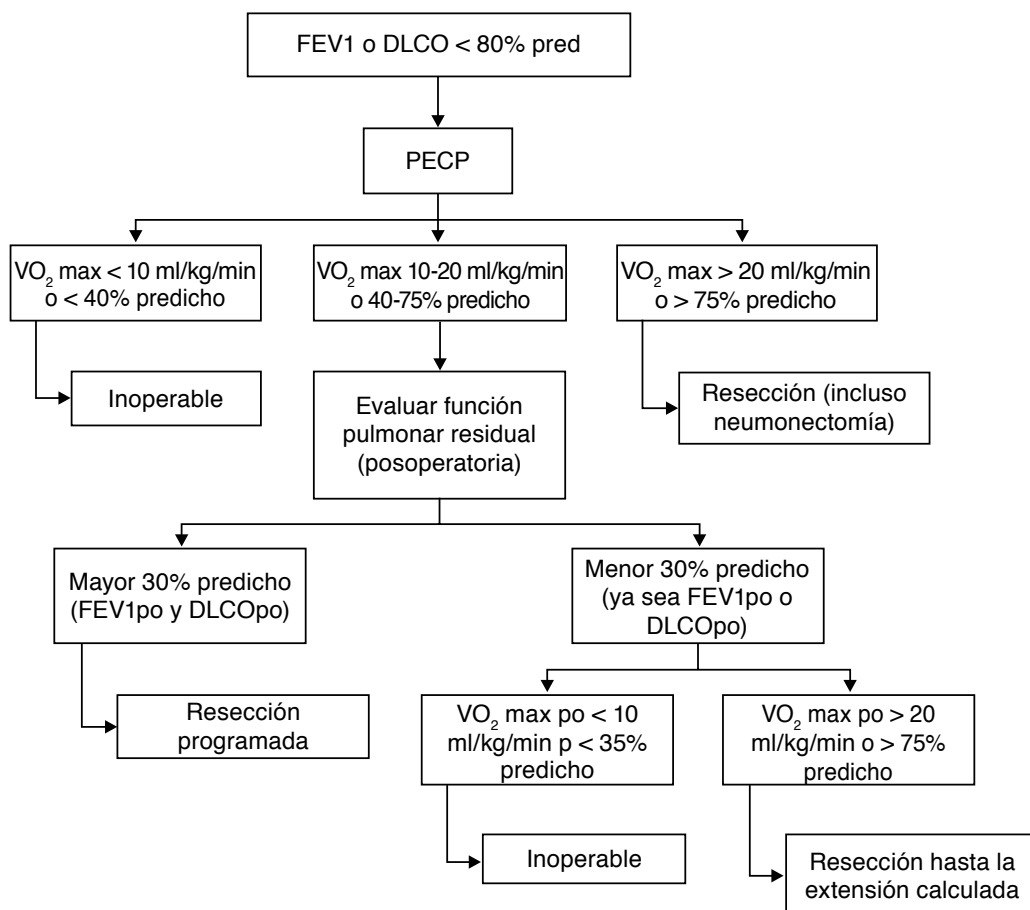 FEV1 o DLCO < 80% pred
PECP
VO2 max < 10 ml/kg/min
o < 40% predicho
VO2 max 10-20 ml/kg/min
o 40-75% predicho
VO2 max > 20 ml/kg/min
o > 75% predicho
Inoperable
Evaluar función
pulmonar residual
(posoperatoria)
Resección (incluso
neumonectomía)
Mayor 30% predicho
(FEV1po y DLCOpo)
Menor 30% predicho
(ya sea FEV1po o
DLCOpo)
Resección
programada
VO2 max po < 10
ml/kg/min p < 35%
predicho
VO2 max po > 20
ml/kg/min o > 75%
predicho
Inoperable
Resección hasta la
extensión calculada